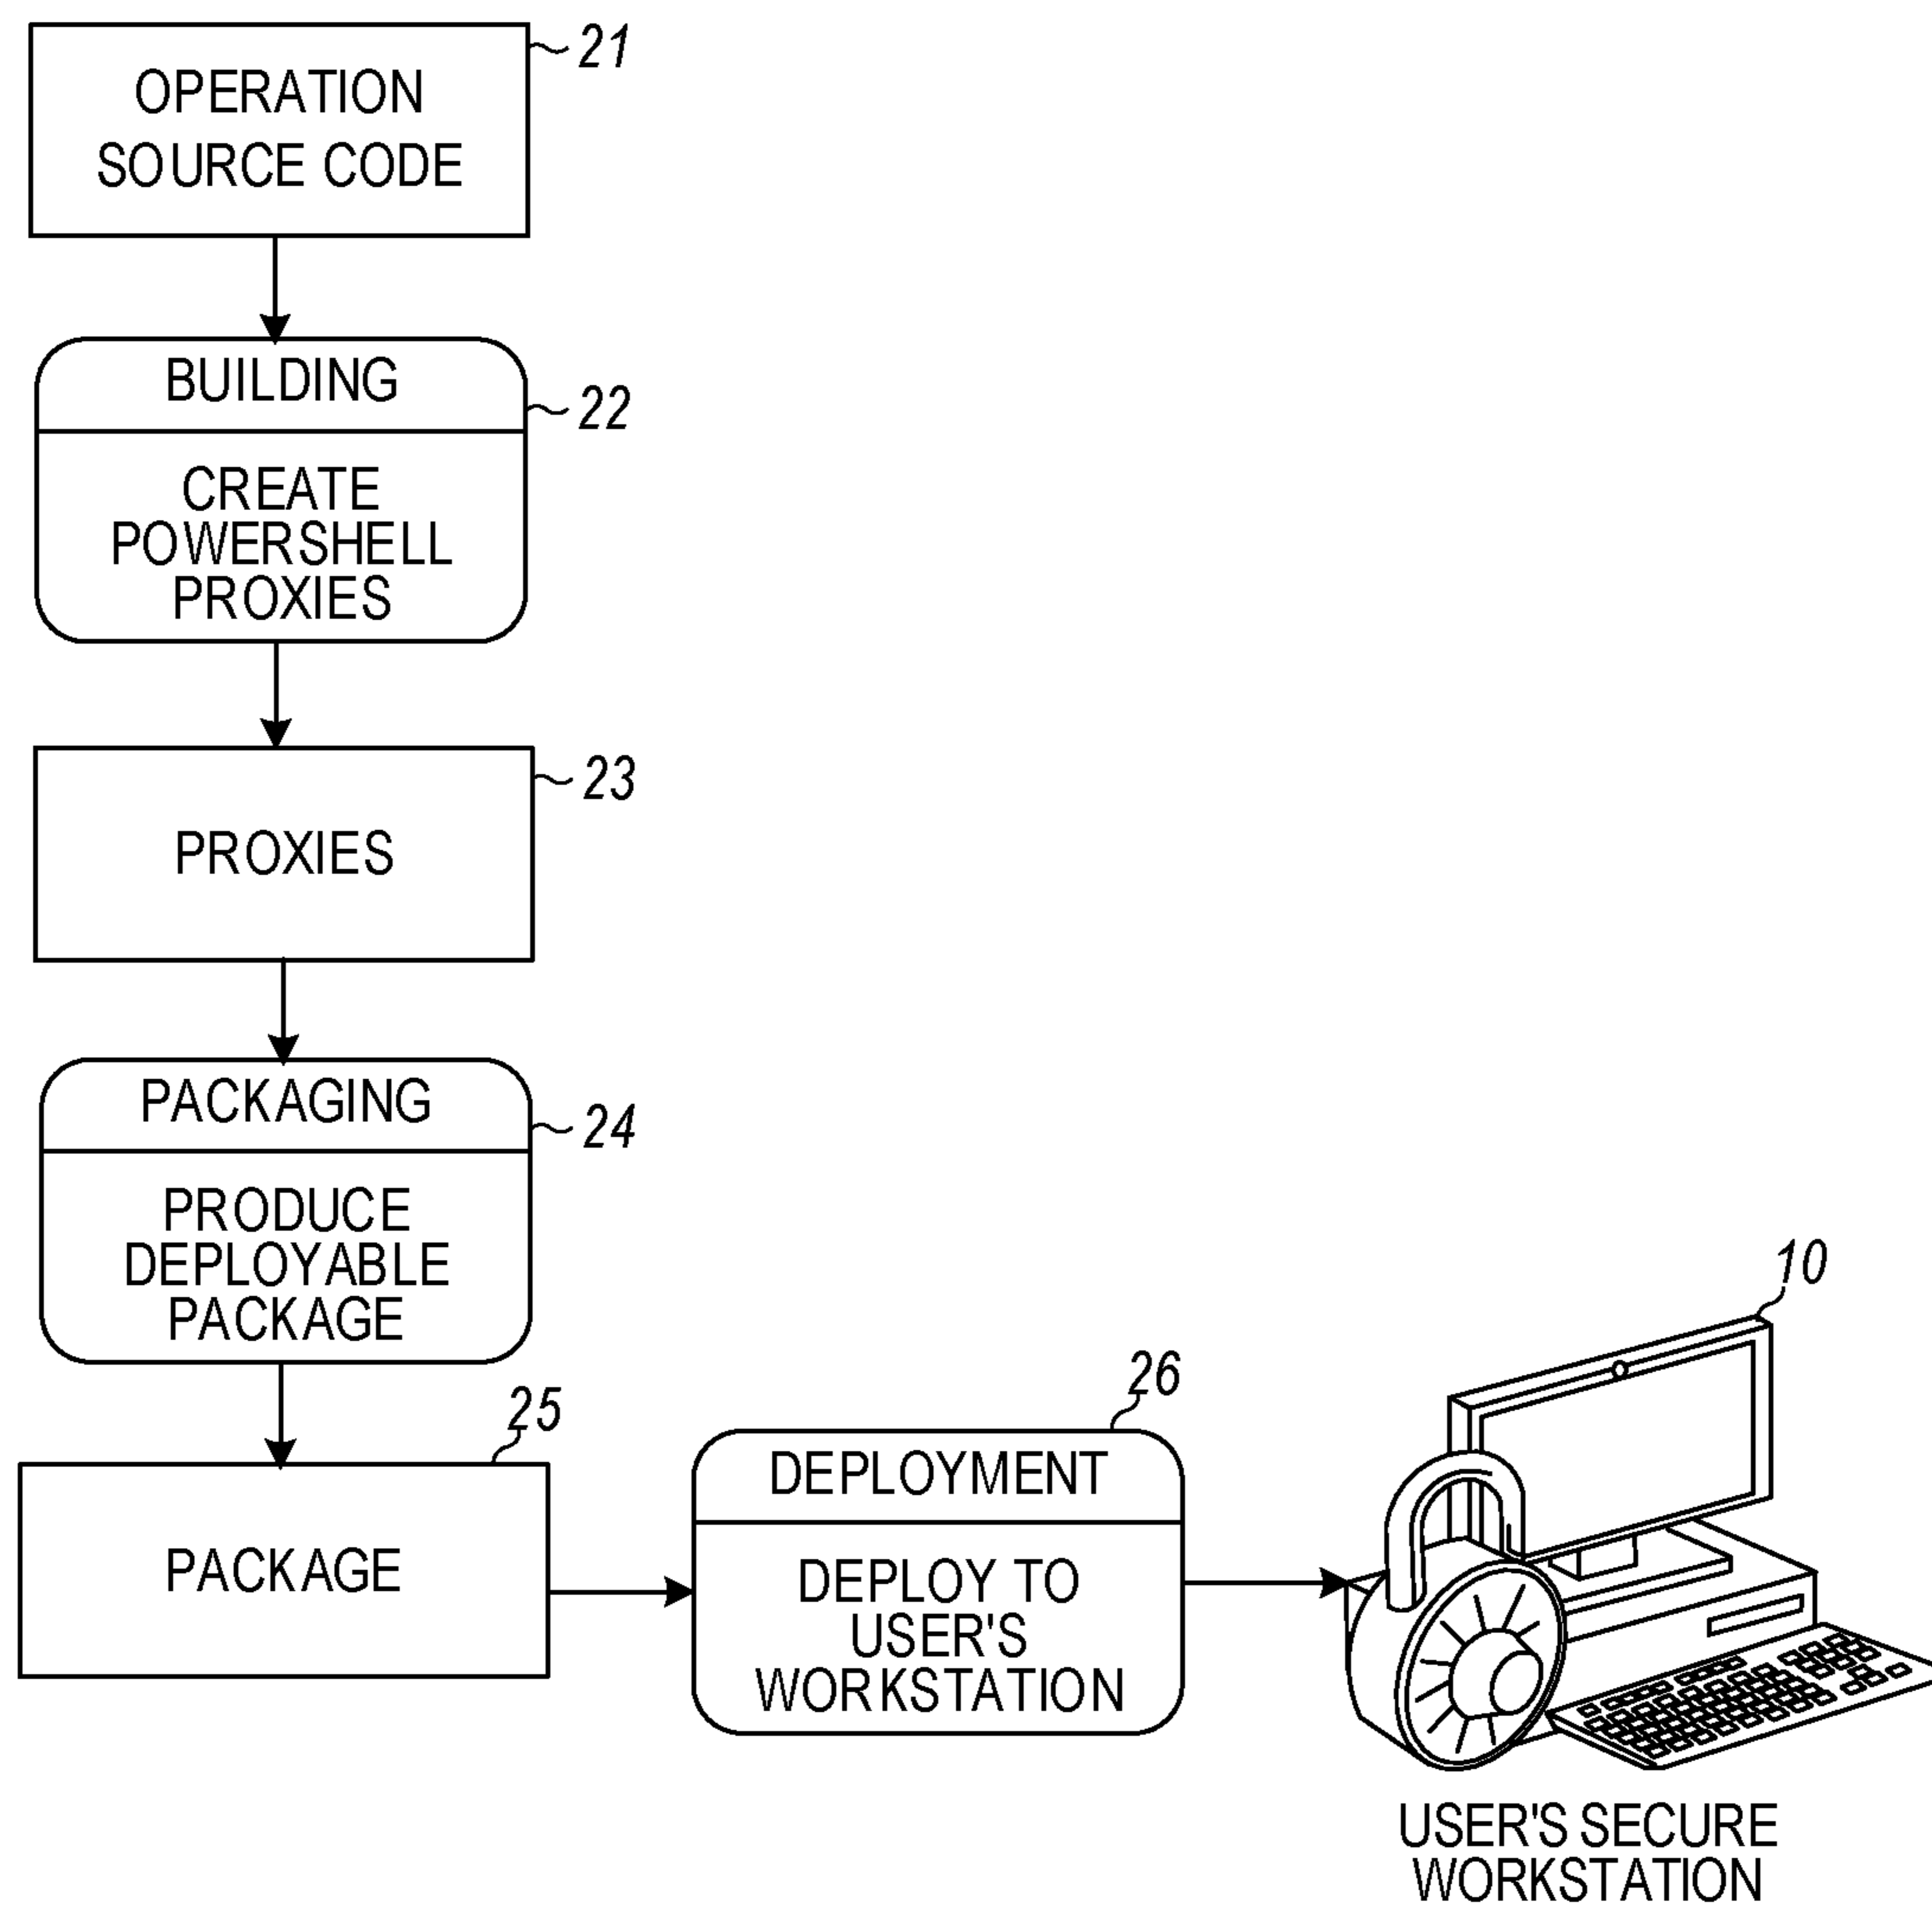 21
OPERATION
SOURCE CODE
BUILDING
22
CREATE
POWERSHELL
PROXIES
23
PROXIES
PACKAGING
24
PRODUCE
DEPLOYABLE
PACKAGE
25
PACKAGE
26
DEPLOYMENT
DEPLOY TO
USER'S
WORKSTATION
10
USER'S SECURE
WORKSTATION